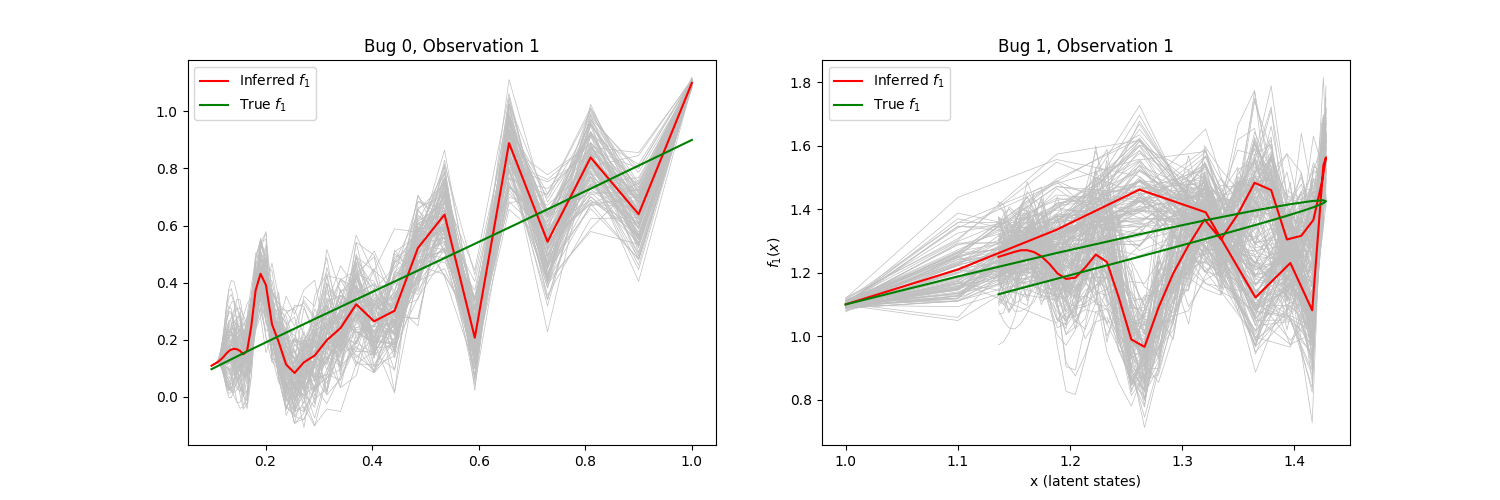 Bug 0, Observation 1
Inferred f₁
True f₁
1.0
0.8
0.6
0.4
0.2
0.0
0.2 0.4 0.6 0.8 1.0
Bug 1, Observation 1
Inferred f₁
True f₁
f₁(x)
1.8
1.6
1.4
1.2
1.0
0.8
1.0 1.1 1.2 1.3 1.4
x (latent states)